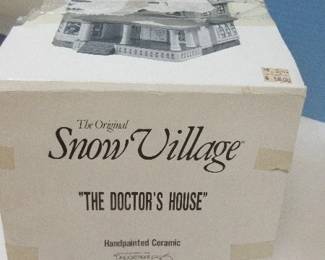 The Original
Snow Village
"THE DOCTOR'S HOUSE"
Handpainted Ceramic